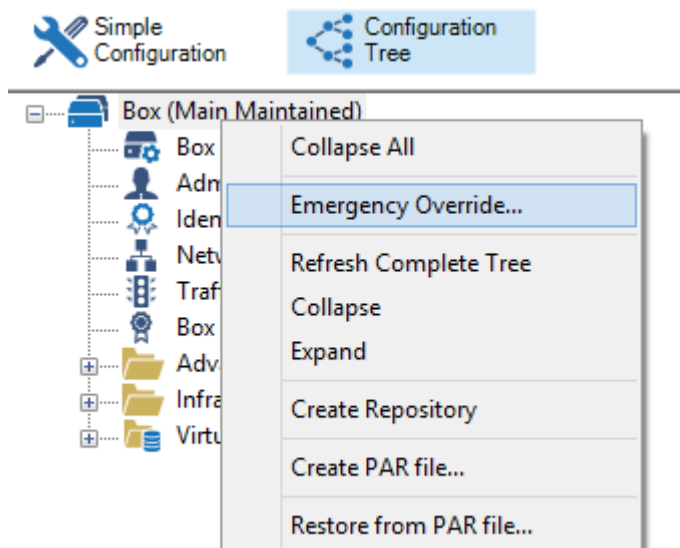 Simple
Configuration
Configuration
Tree
Box (Main Maintained)
Box
Collapse All
Adm
Emergency Override...
Iden
Netw
Refresh Complete Tree
Traf
Collapse
Box
Expand
Adv
Infra
Create Repository
Virtu
Create PAR file...
Restore from PAR file...